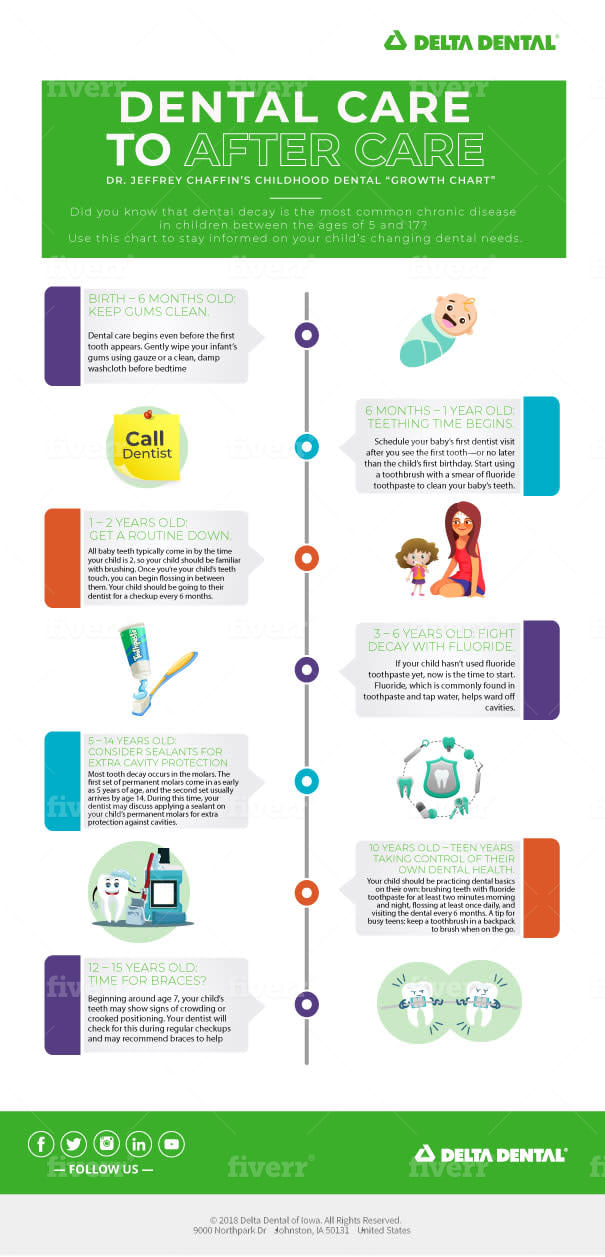 DELTA DENTAL®
DENTAL CARE
TO AFTER CARE
DR. JEFFREY CHAFFIN'S CHILDHOOD DENTAL "GROWTH CHART"
Did you know that dental decay is the most common chronic disease
in children between the ages of 5 and 17?
Use this chart to stay informed on your child's changing dental needs.
fiverr
fiverr
BIRTH – 6 MONTHS OLD:
KEEP GUMS CLEAN.
Dental care begins even before the first
tooth appears. Gently wipe your infant's
gums using gauze or a clean, damp
washcloth before bedtime
6 MONTHS – 1 YEAR OLD:
TEETHING TIME BEGINS.
Schedule your baby's first dentist visit
after you see the first tooth—or no later
than the child's first birthday. Start using
a toothbrush with a smear of fluoride
toothpaste to clean your baby's teeth.
Call
Dentist
1 – 2 YEARS OLD:
GET A ROUTINE DOWN.
All baby teeth typically come in by the time
your child is 2, so your child should be familiar
with brushing. Once you're your child's teeth
touch, you can begin flossing in between
them. Your child should be going to their
dentist for a checkup every 6 months.
Toothpaste
3 – 6 YEARS OLD: FIGHT
DECAY WITH FLUORIDE.
If your child hasn't used fluoride
toothpaste yet, now is the time to start.
Fluoride, which is commonly found in
toothpaste and tap water, helps ward off
cavities.
5 – 14 YEARS OLD:
CONSIDER SEALANTS FOR
EXTRA CAVITY PROTECTION
Most tooth decay occurs in the molars. The
first set of permanent molars come in as early
as 5 years of age, and the second set usually
arrives by age 14. During this time, your
dentist may discuss applying a sealant on
your child's permanent molars for extra
protection against cavities.
10 YEARS OLD – TEEN YEARS.
TAKING CONTROL OF THEIR
OWN DENTAL HEALTH.
Your child should be practicing dental basics
on their own: brushing teeth with fluoride
toothpaste for at least two minutes morning
and night, flossing at least once daily, and
visiting the dental every 6 months. A tip for
busy teens: keep a toothbrush in a backpack
to brush when on the go.
12 – 15 YEARS OLD:
TIME FOR BRACES?
Beginning around age 7, your child's
teeth may show signs of crowding or
crooked positioning. Your dentist will
check for this during regular checkups
and may recommend braces to help
— FOLLOW US —
fiverr
DELTA DENTAL®
© 2018 Delta Dental of Iowa. All Rights Reserved.
9000 Northpark Dr Johnston, IA 50131 United States